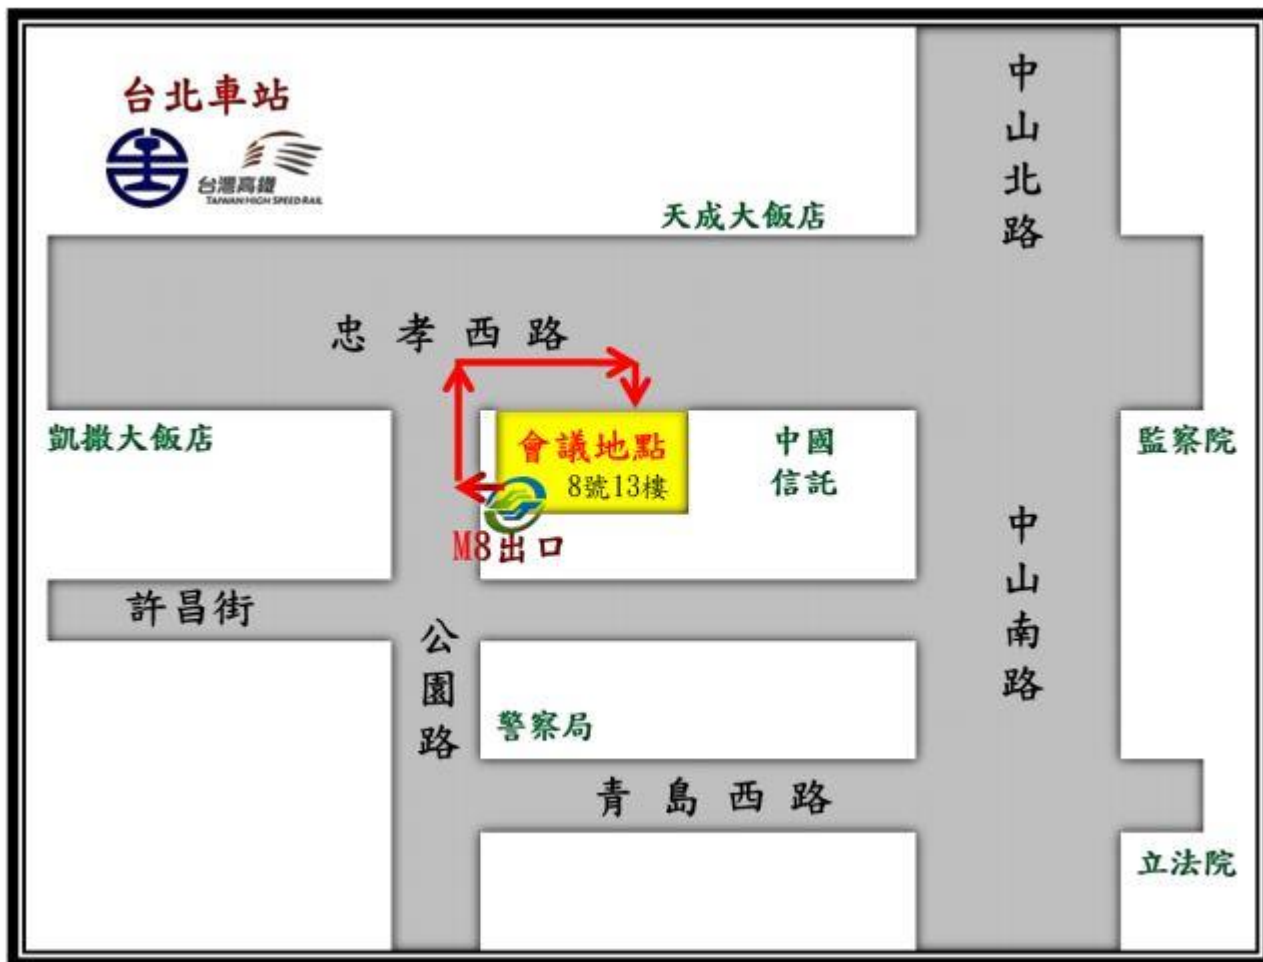 台北車站
台灣高鐵
TAIWAN HIGH SPEED RAIL
中山北路
天成大飯店
忠孝西路
凱撒大飯店
會議地點
8號13樓
中國
信託
監察院
M8出口
中山南路
許昌街
公園路
警察局
青島西路
立法院